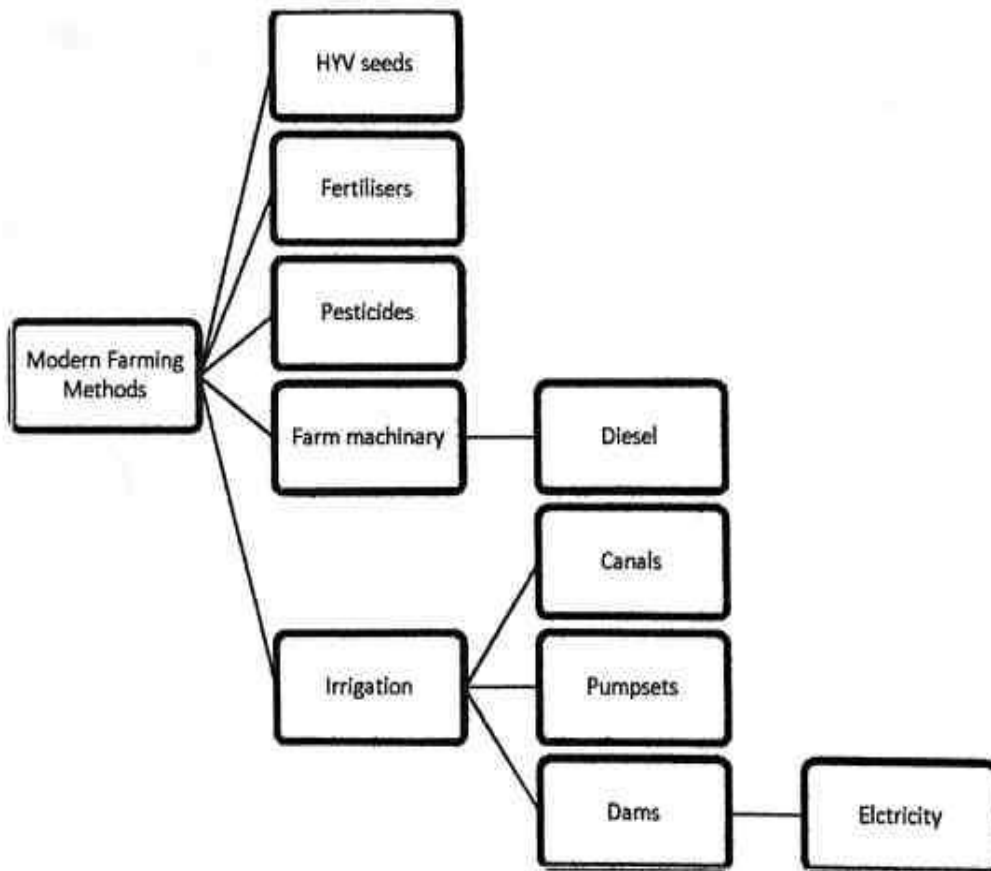 HYV seeds
Fertilisers
Pesticides
Modern Farming
Methods
Farm machinary
Diesel
Canals
Irrigation
Pumpsets
Dams
Elctricity